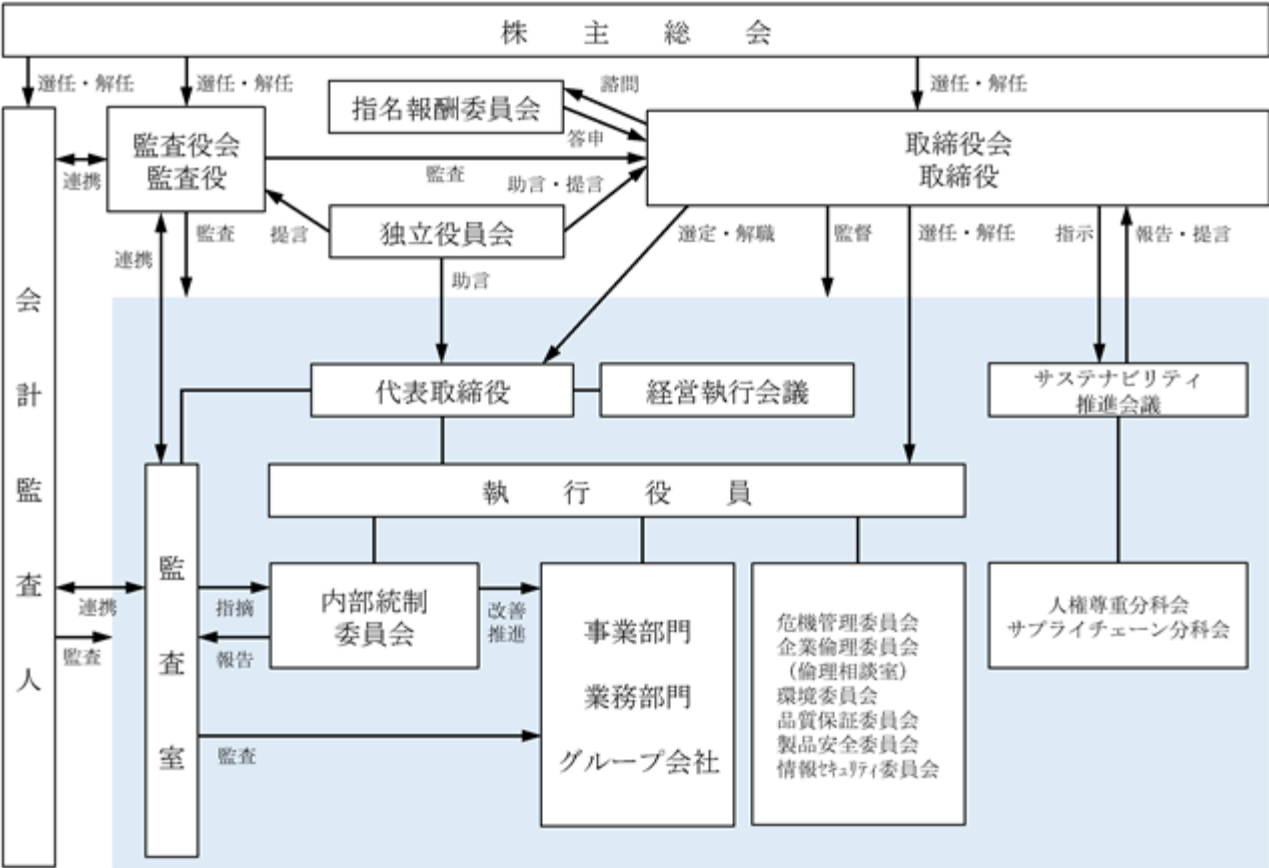 株主総会
選任・解任
選任・解任
選任・解任
指名報酬委員会
諮問
答申
監査役会
監査役
取締役会
取締役
連携
監査
助言・提言
独立役員会
提言
監査
連携
助言
選定・解職
監督
選任・解任
指示
報告・提言
会計監査人
代表取締役
経営執行会議
サステナビリティ
推進会議
執行役員
監査室
内部統制
委員会
連携
監査
指摘
報告
改善
推進
監査
事業部門
業務部門
グループ会社
危機管理委員会
企業倫理委員会
（倫理相談室）
環境委員会
品質保証委員会
製品安全委員会
情報ｾｷｭﾘﾃｨ委員会
人権尊重分科会
サプライチェーン分科会